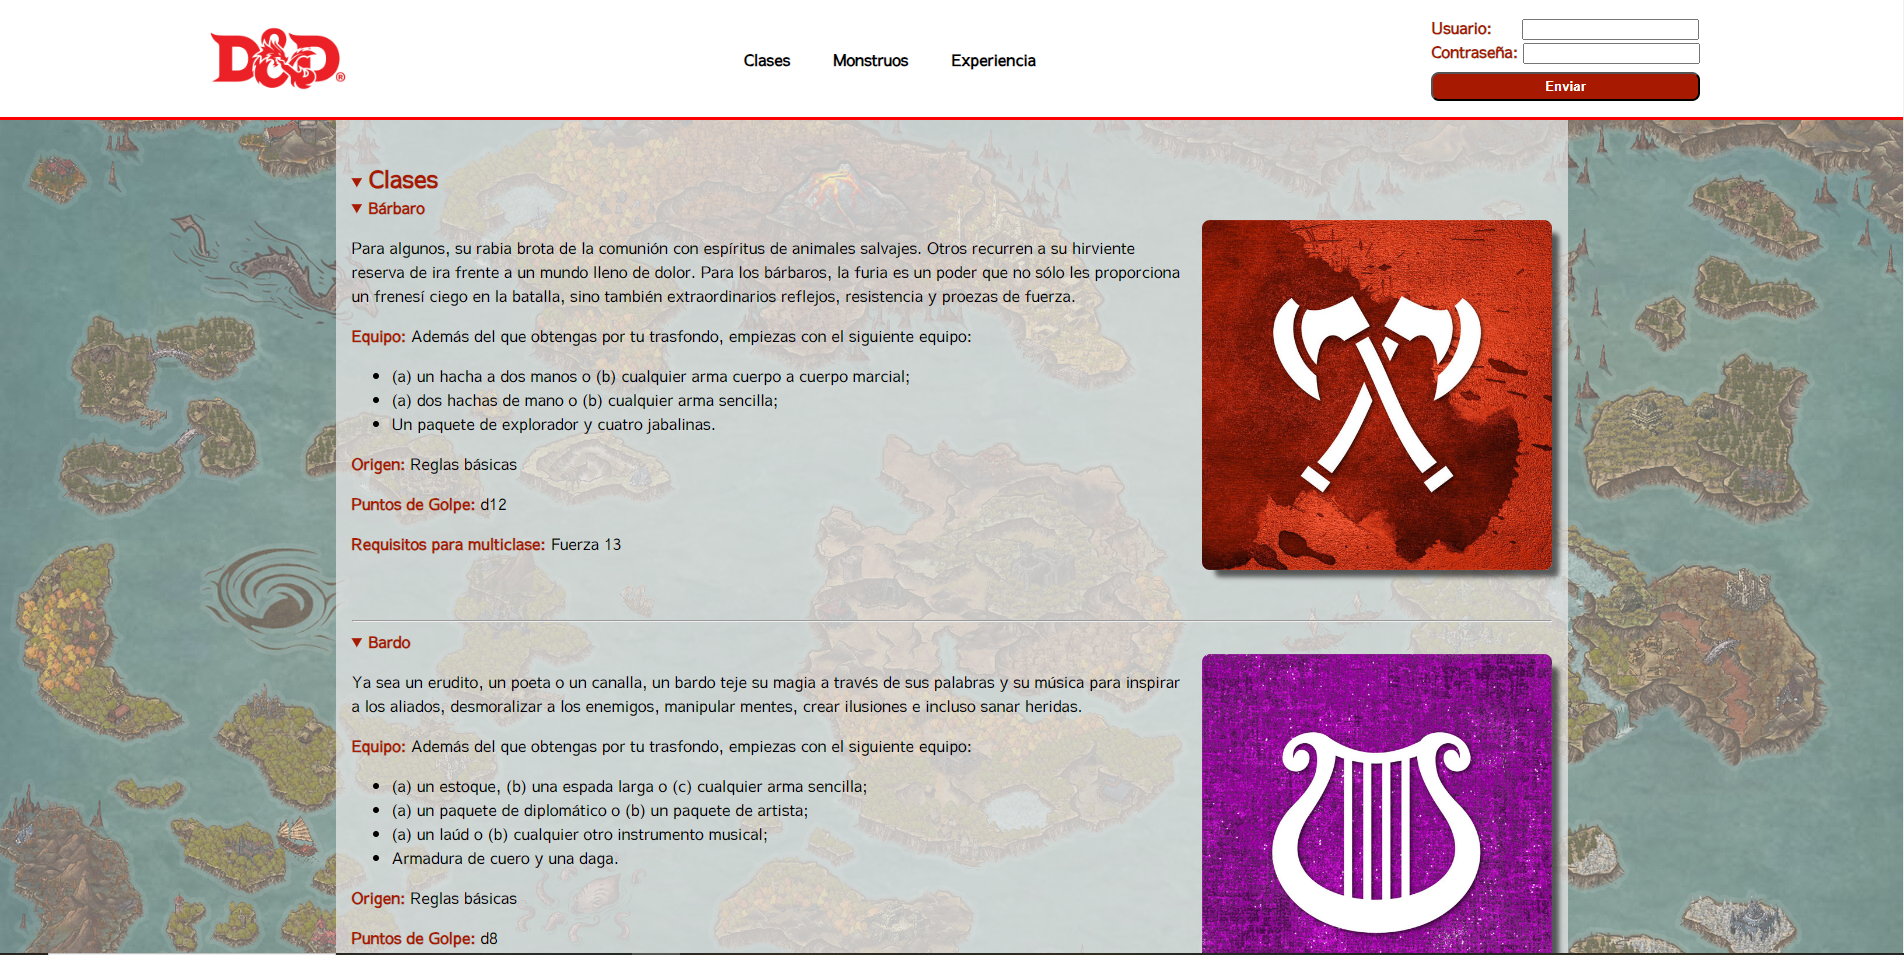 D&D®
Clases Monstruos Experiencia
Usuario:
Contraseña:
Enviar
Clases
Bárbaro
Para algunos, su rabia brota de la comunión con espíritus de animales salvajes. Otros recurren a su hirviente
reserva de ira frente a un mundo lleno de dolor. Para los bárbaros, la furia es un poder que no sólo les proporciona
un frenesí ciego en la batalla, sino también extraordinarios reflejos, resistencia y proezas de fuerza.
Equipo: Además del que obtengas por tu trasfondo, empiezas con el siguiente equipo:
(a) un hacha a dos manos o (b) cualquier arma cuerpo a cuerpo marcial;
(a) dos hachas de mano o (b) cualquier arma sencilla;
Un paquete de explorador y cuatro jabalinas.
Origen: Reglas básicas
Puntos de Golpe: d12
Requisitos para multiclase: Fuerza 13
Bardo
Ya sea un erudito, un poeta o un canalla, un bardo teje su magia a través de sus palabras y su música para inspirar
a los aliados, desmoralizar a los enemigos, manipular mentes, crear ilusiones e incluso sanar heridas.
Equipo: Además del que obtengas por tu trasfondo, empiezas con el siguiente equipo:
(a) un estoque, (b) una espada larga o (c) cualquier arma sencilla;
(a) un paquete de diplomático o (b) un paquete de artista;
(a) un laúd o (b) cualquier otro instrumento musical;
Armadura de cuero y una daga.
Origen: Reglas básicas
Puntos de Golpe: d8